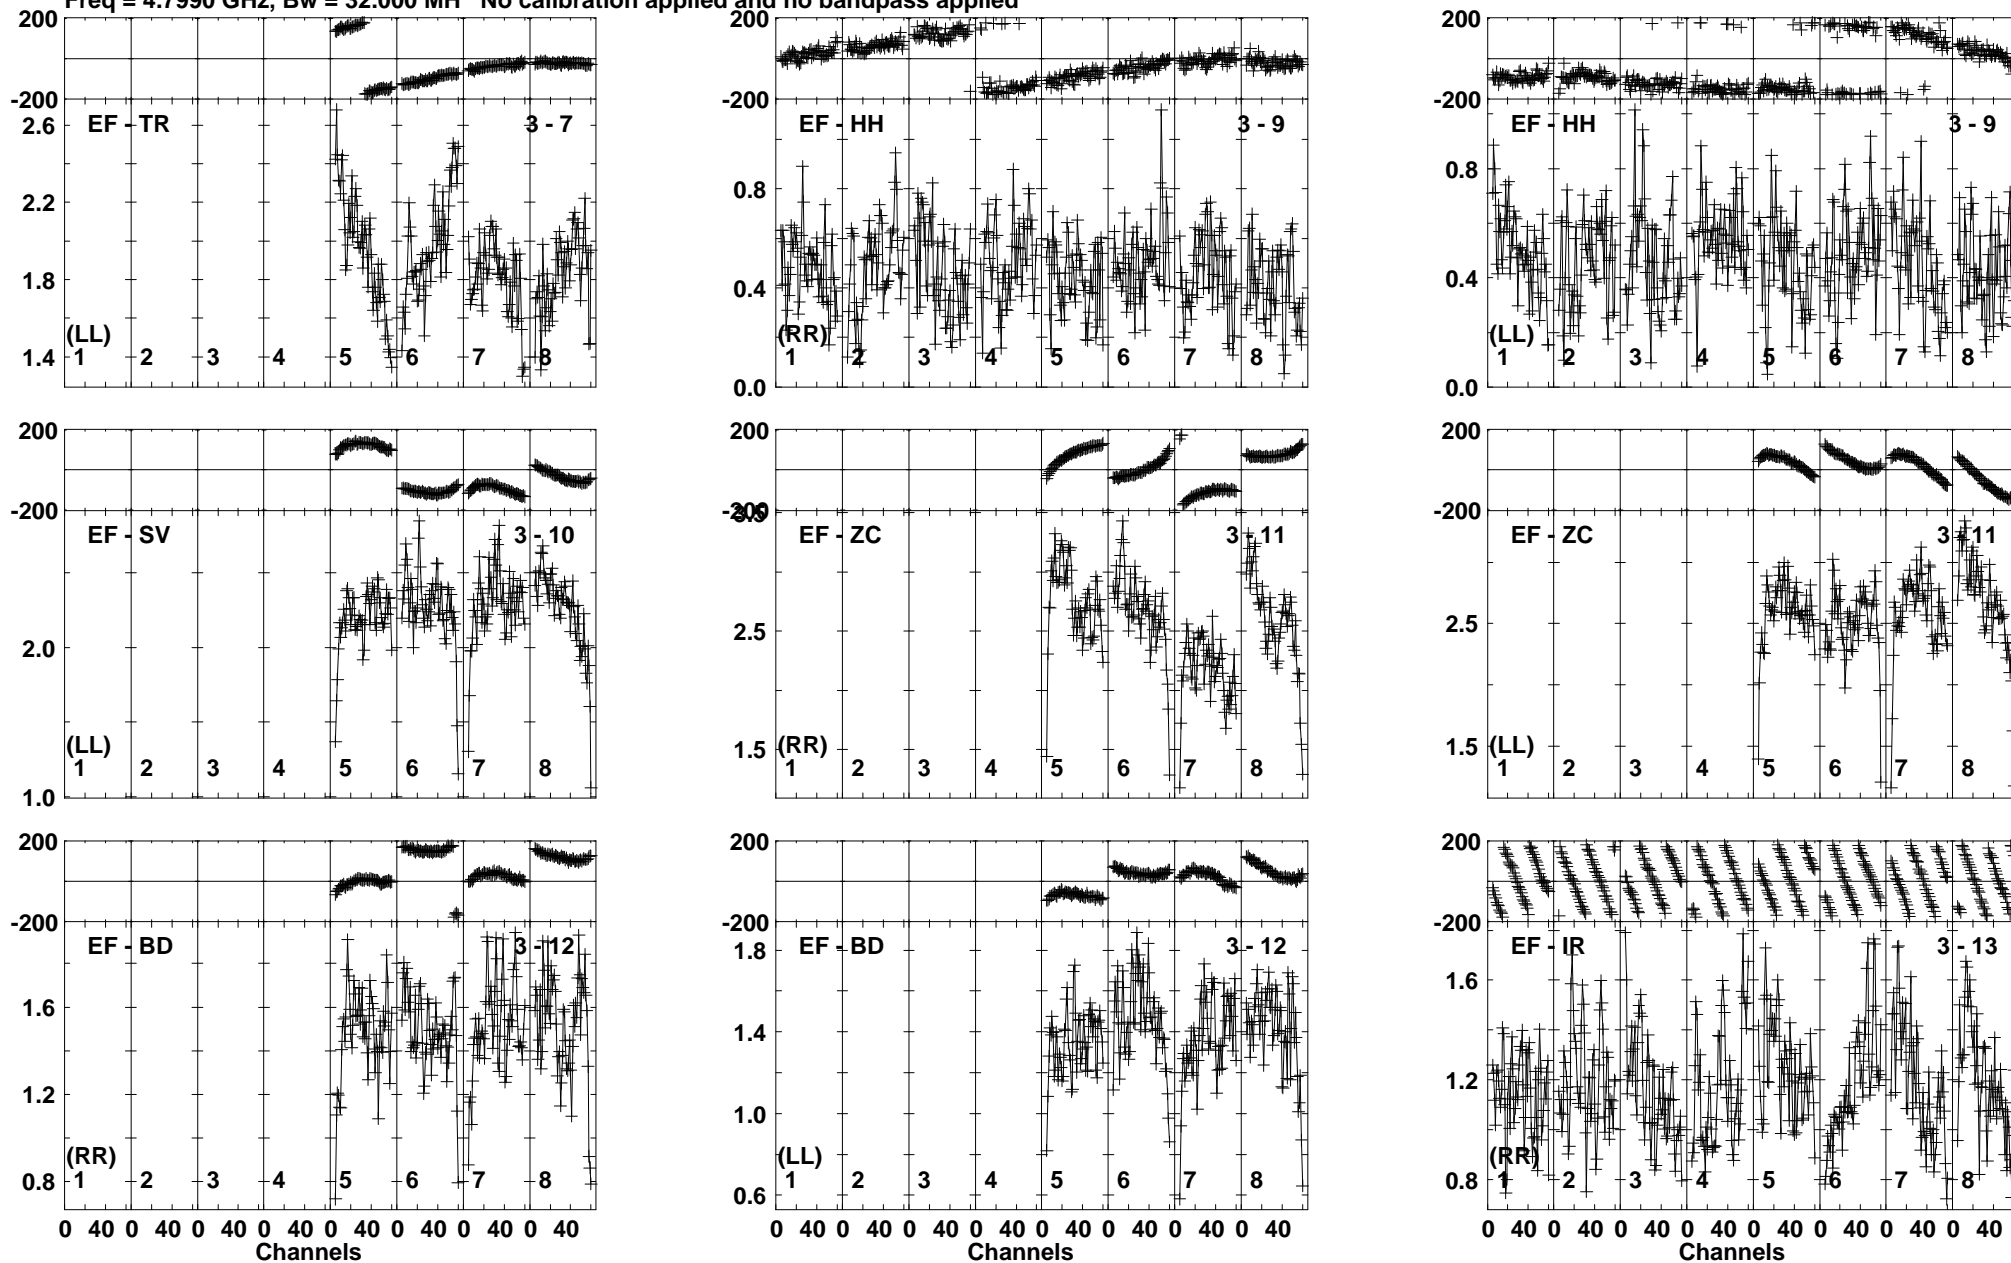 Freq = 4.7990 GHz, Bw = 32.000 MH No calibration applied and no bandpass applied
200
-200
EF - TR 3 - 7
2.6
2.2
1.8
1.4
(LL)
1 2 3 4 5 6 7 8
200
-200
EF - HH 3 - 9
0.8
0.4
0.0
(RR)
1 2 3 4 5 6 7 8
200
-200
EF - HH 3 - 9
0.8
0.4
0.0
(LL)
1 2 3 4 5 6 7 8
200
-200
EF - SV 3 - 10
2.0
1.0
(LL)
1 2 3 4 5 6 7 8
200
-200
3.5
EF - ZC 3 - 11
2.5
1.5
(RR)
1 2 3 4 5 6 7 8
200
-200
EF - ZC 3 - 11
2.5
1.5
(LL)
1 2 3 4 5 6 7 8
200
-200
EF - BD 3 - 12
1.6
1.2
0.8
(RR)
1 2 3 4 5 6 7 8
0 40 0 40 0 40 0 40 0 40 0 40 0 40 0 40
Channels
200
-200
EF - BD 3 - 12
1.8
1.4
1.0
0.6
(LL)
1 2 3 4 5 6 7 8
0 40 0 40 0 40 0 40 0 40 0 40 0 40 0 40
Channels
200
-200
EF - IR 3 - 13
1.6
1.2
0.8
(RR)
1 2 3 4 5 6 7 8
0 40 0 40 0 40 0 40 0 40 0 40 0 40 0 40
Channels